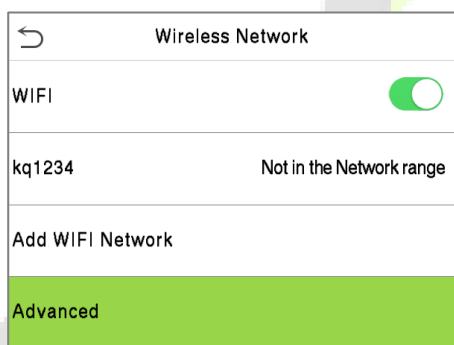 Wireless Network
WIFI
kq1234 Not in the Network range
Add WIFI Network
Advanced